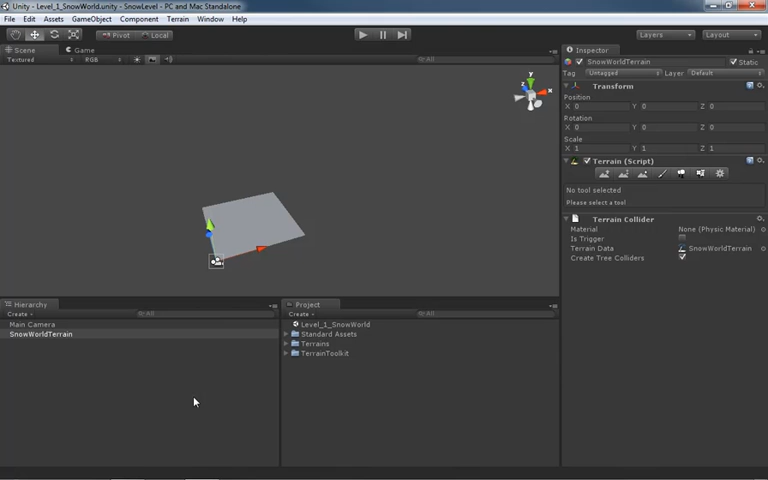 Unity - Level_1_SnowWorld.unity - SnowLevel - PC and Mac Standalone
File Edit Assets GameObject Component Terrain Window Help
Pivot Local Layers Layout
Scene Game Inspector
Textured RGB All
SnowWorldTerrain Static
Tag Untagged Layer Default
y
z x
Transform
Position
X 0 Y 0 Z 0
Rotation
X 0 Y 0 Z 0
Scale
X 1 Y 1 Z 1
Terrain (Script)
No tool selected
Please select a tool
Terrain Collider
Material None (Physic Material)
Is Trigger
Terrain Data SnowWorldTerrain
Create Tree Colliders
Hierarchy Project
Create All Create All
Main Camera
SnowWorldTerrain
Level_1_SnowWorld
Standard Assets
Terrains
TerrainToolkit